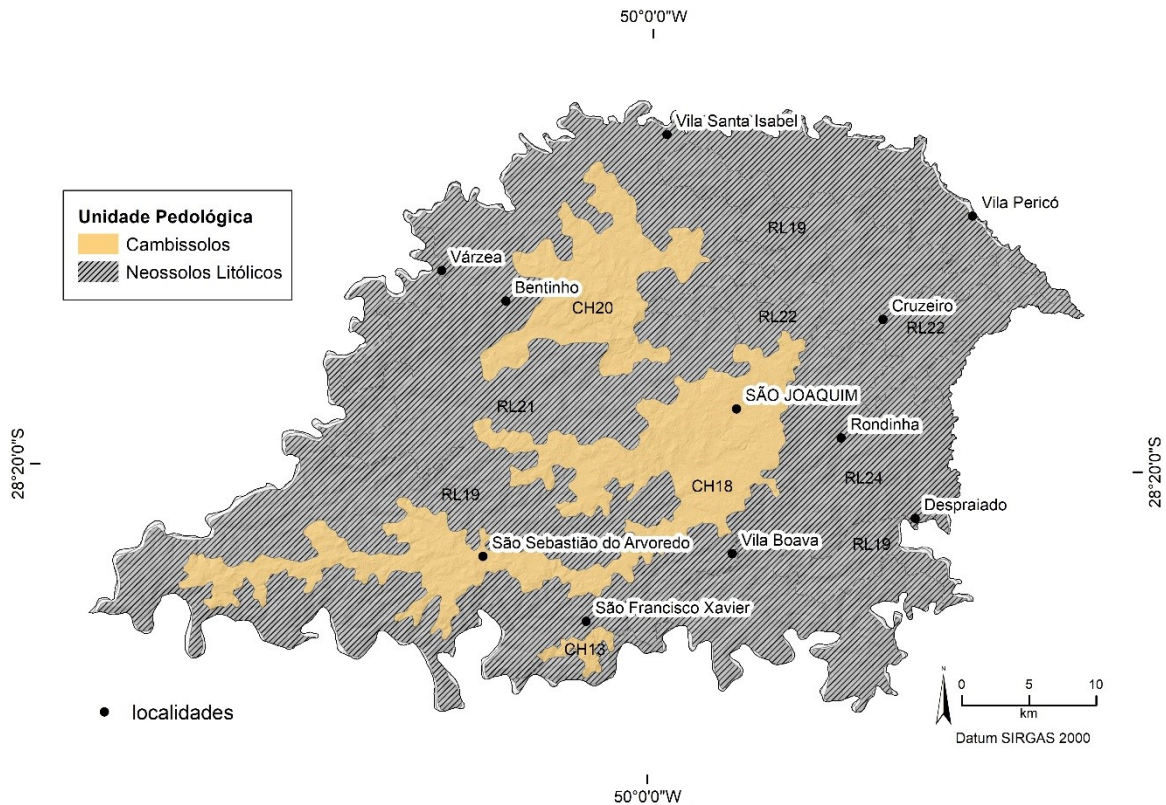 50°0'0"W
Vila Santa Isabel
Vila Pericó
Unidade Pedológica
Cambissolos
Neossolos Litólicos
RL19
Várzea
Bentinho
CH20
RL22
Cruzeiro
RL22
RL21
SÃO JOAQUIM
Rondinha
28°20'0"S
28°20'0"S
RL24
CH18
RL19
Despraiado
São Sebastião do Arvoredo
Vila Boava
RL19
São Francisco Xavier
CH13
N
0 5 10
km
localidades
Datum SIRGAS 2000
50°0'0"W